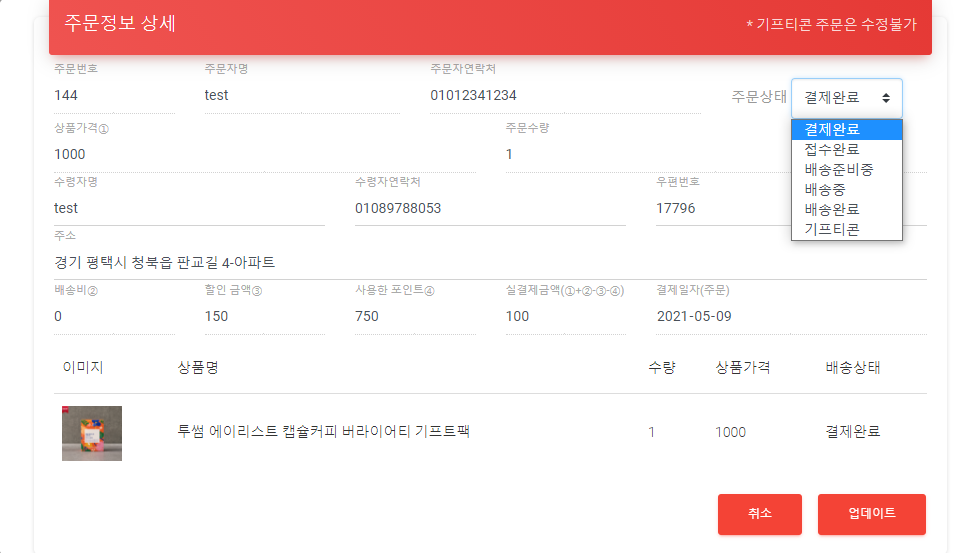 주문정보 상세
* 기프티콘 주문은 수정불가
주문번호 주문자명 주문자연락처
144 test 01012341234
주문상태 결제완료
결제완료
접수완료
배송준비중
배송중
배송완료
기프티콘
상품가격① 주문수량
1000 1
수령자명 수령자연락처 우편번호
test 01089788053 17796
주소
경기 평택시 청북읍 판교길 4-아파트
배송비② 할인 금액③ 사용한 포인트④ 실결제금액(①+②-③-④) 결제일자(주문)
0 150 750 100 2021-05-09
이미지 상품명 수량 상품가격 배송상태
투썸 에이리스트 캡슐커피 버라이어티 기프트팩 1 1000 결제완료
취소 업데이트